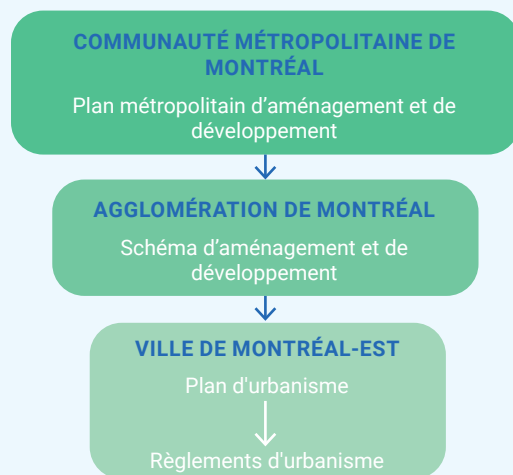 COMMUNAUTÉ MÉTROPOLITAINE DE
MONTRÉAL
Plan métropolitain d’aménagement et de
développement
AGGLOMÉRATION DE MONTRÉAL
Schéma d’aménagement et de
développement
VILLE DE MONTRÉAL-EST
Plan d'urbanisme
Règlements d'urbanisme